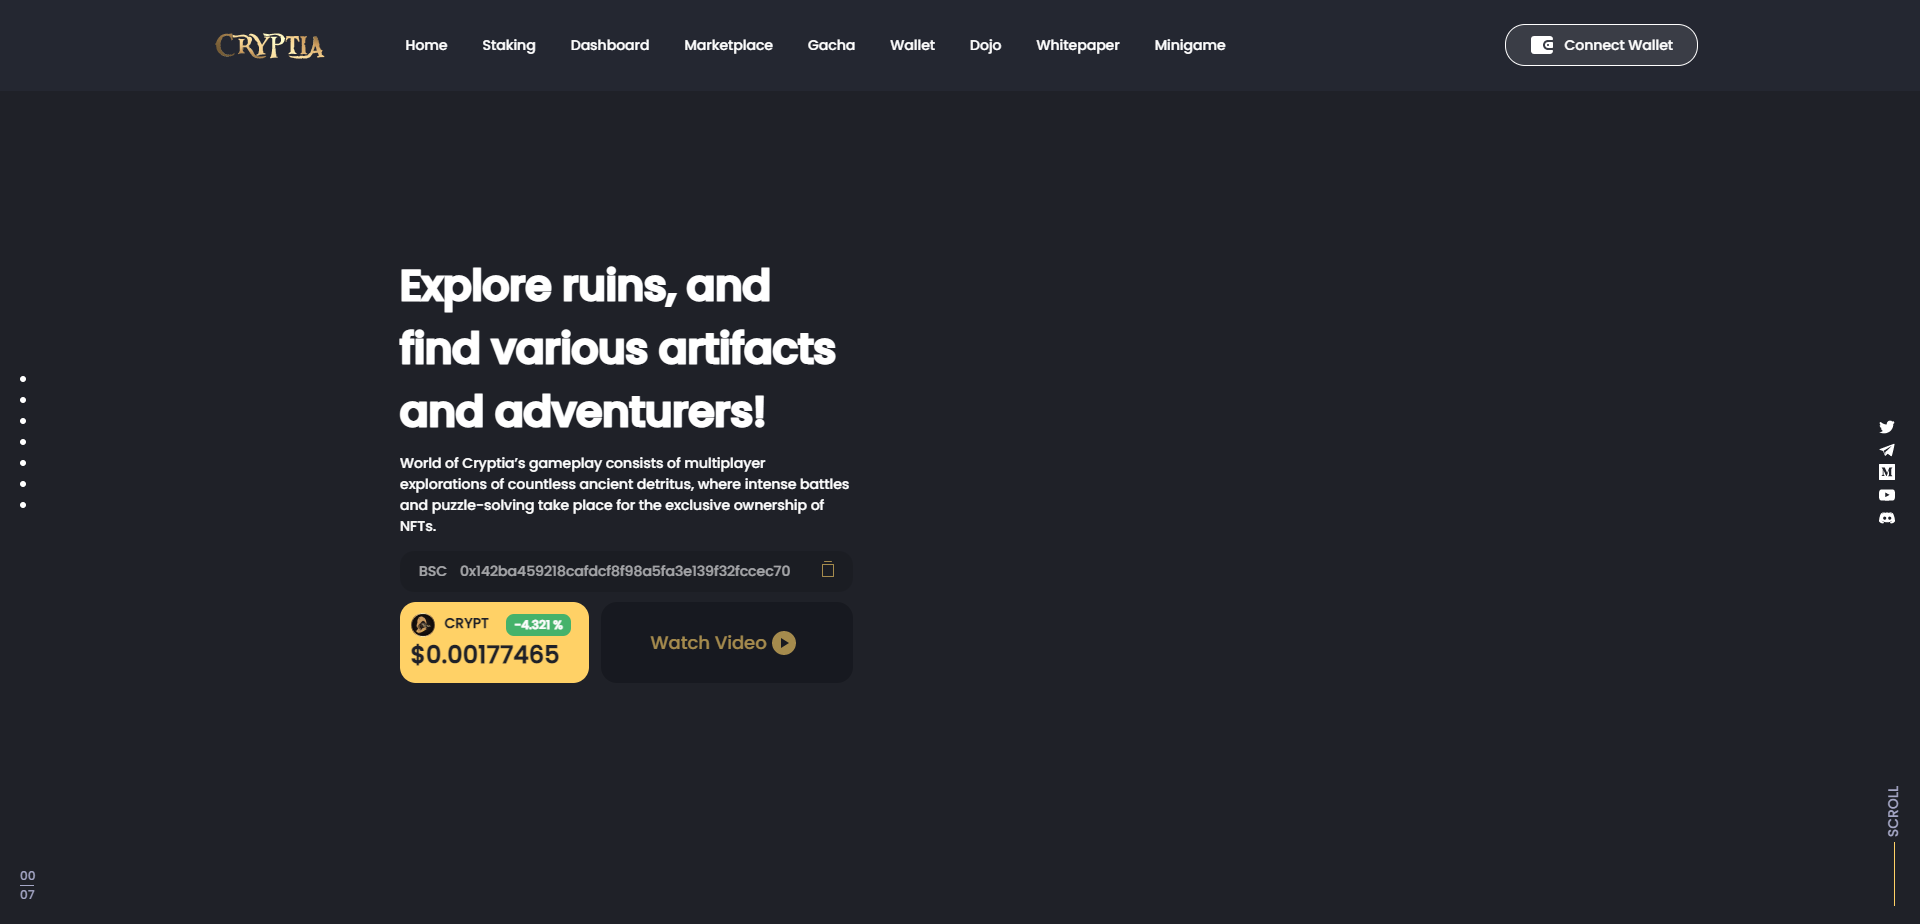 CRYPTIA
Home Staking Dashboard Marketplace Gacha Wallet Dojo Whitepaper Minigame
Connect Wallet
Explore ruins, and
find various artifacts
and adventurers!
World of Cryptia’s gameplay consists of multiplayer
explorations of countless ancient detritus, where intense battles
and puzzle-solving take place for the exclusive ownership of
NFTs.
BSC 0x142ba459218cafdcf8f98a5fa3e139f32fccec70
CRYPT -4.321 %
$0.00177465
Watch Video
M
SCROLL
00
07